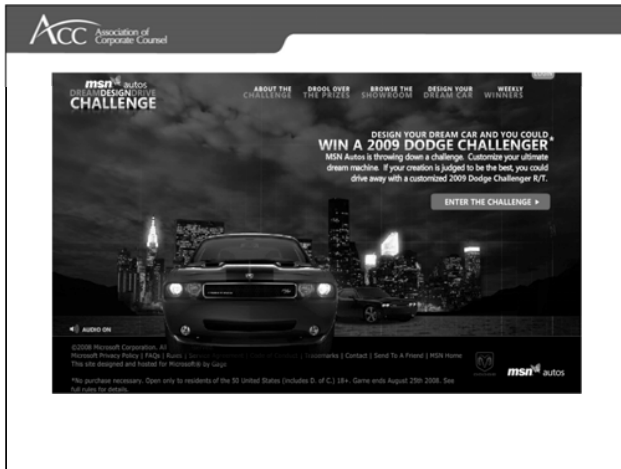 ACC Association of
Corporate Counsel
LOGIN
msn autos
DREAMDESIGNDRIVE
CHALLENGE
ABOUT THE
CHALLENGE
DROOL OVER
THE PRIZES
BROWSE THE
SHOWROOM
DESIGN YOUR
DREAM CAR
WEEKLY
WINNERS
DESIGN YOUR DREAM CAR AND YOU COULD
WIN A 2009 DODGE CHALLENGER*
MSN Autos is throwing down a challenge. Customize your ultimate
dream machine. If your creation is judged to be the best, you could
drive away with a customized 2009 Dodge Challenger R/T.
ENTER THE CHALLENGE
AUDIO ON
©2008 Microsoft Corporation. All
Microsoft Privacy Policy | FAQs | Rules | Trademarks | Contact | Send To A Friend | MSN Home
This site designed and hosted for Microsoft® by Gage
msn autos
*No purchase necessary. Open only to residents of the 50 United States (includes D. of C.) 18+. Game ends August 25th 2008. See
full rules for details.